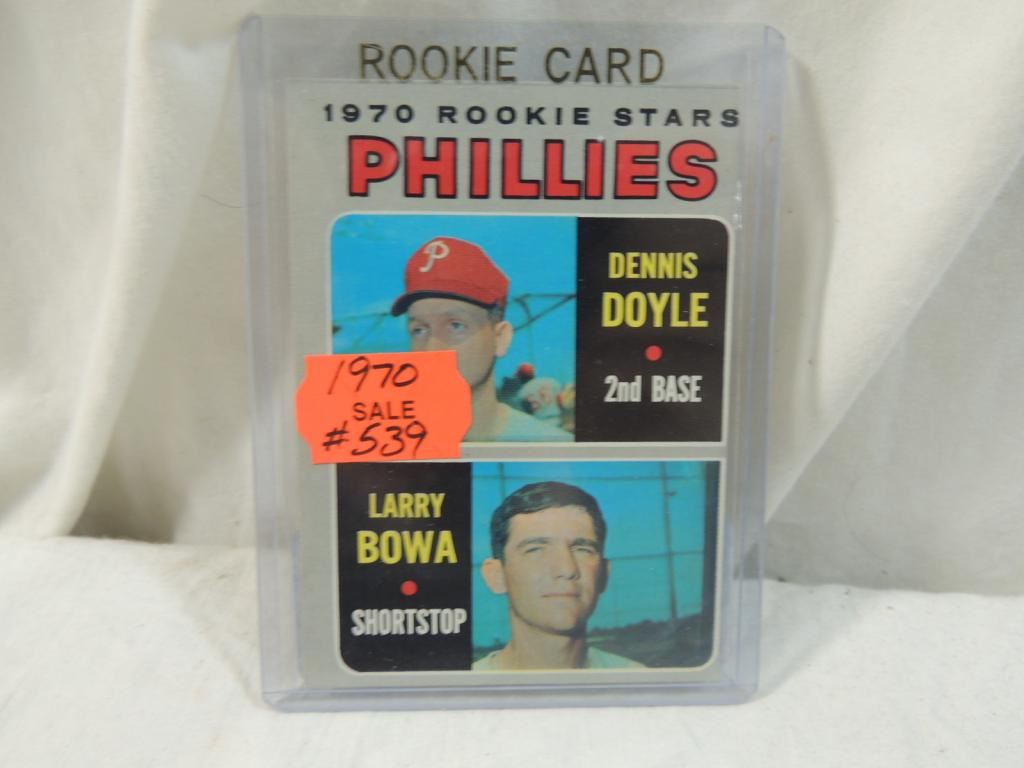 ROOKIE CARD
1970 ROOKIE STARS
PHILLIES
P
DENNIS
DOYLE
2nd BASE
1970
SALE
#539
LARRY
BOWA
SHORTSTOP